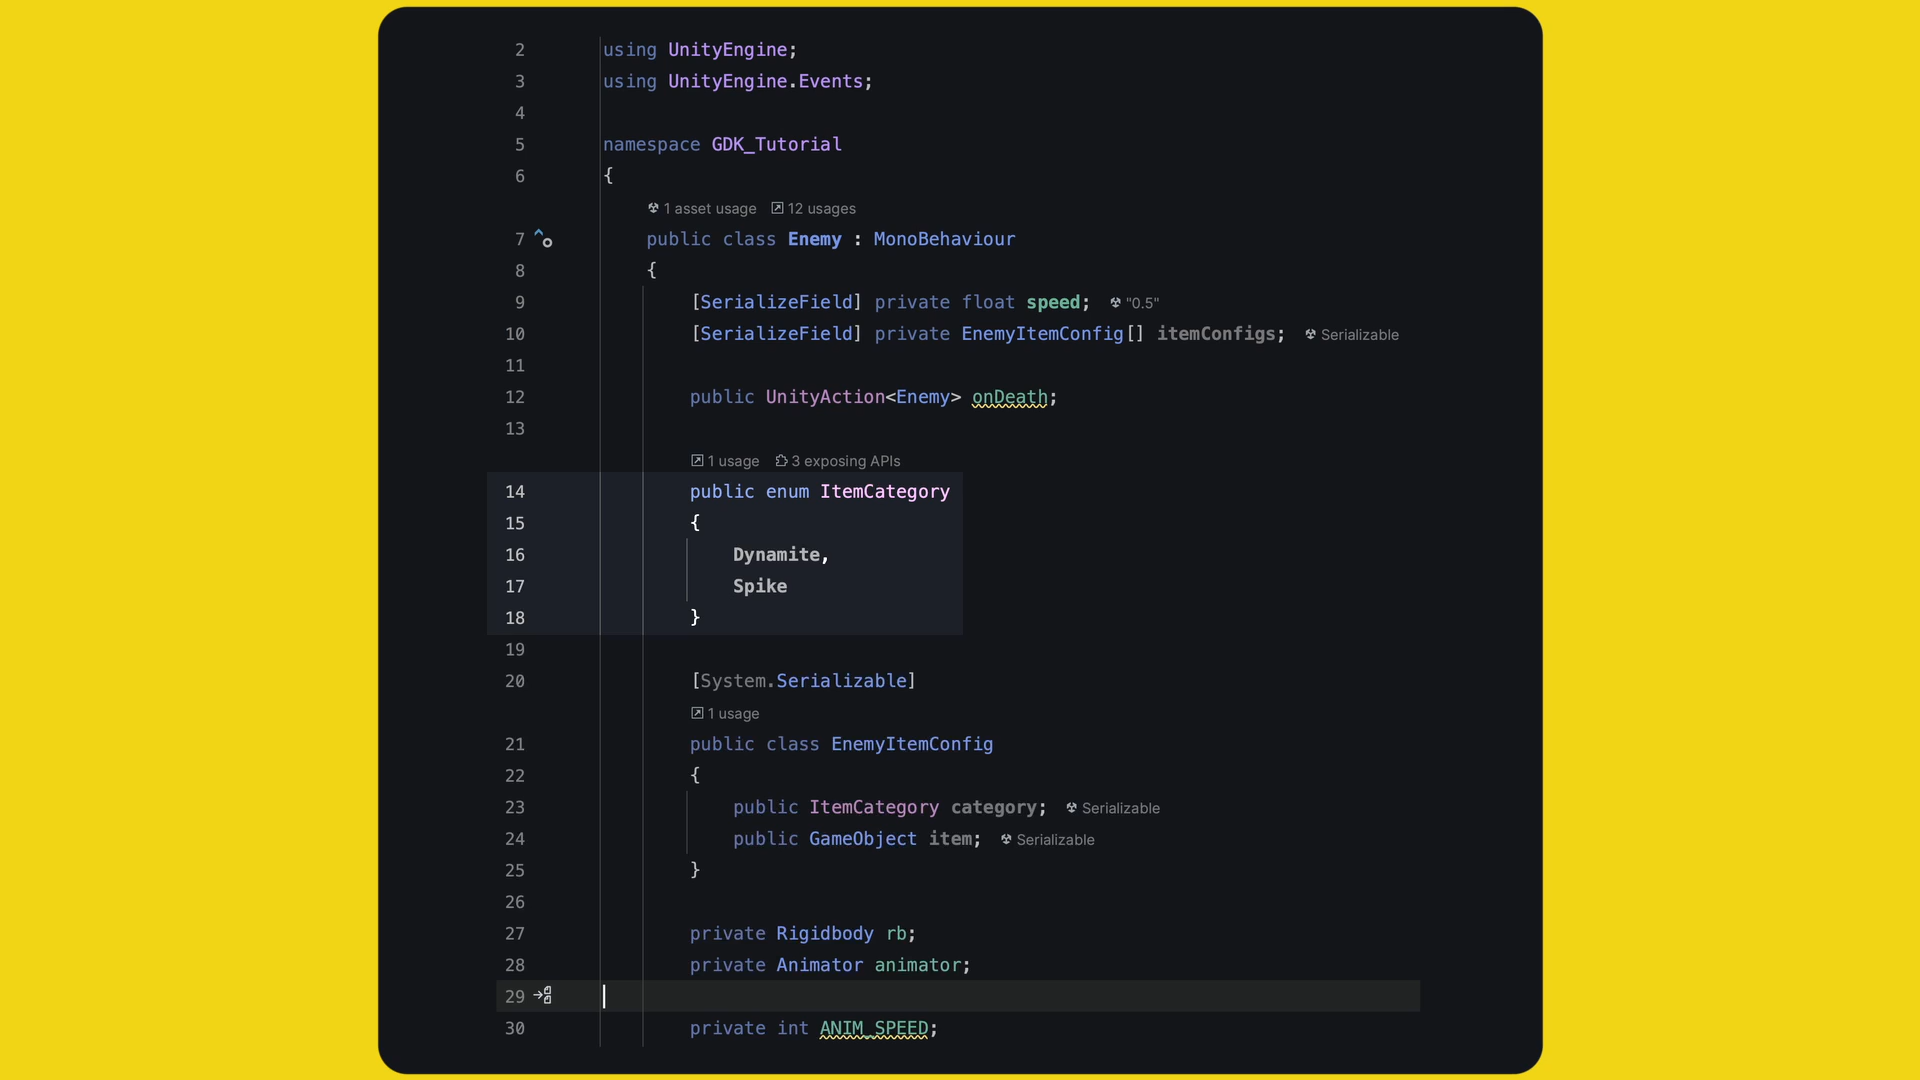 2 using UnityEngine;
3 using UnityEngine.Events;
4
5 namespace GDK_Tutorial
6 {
1 asset usage 12 usages
7 public class Enemy : MonoBehaviour
8 {
9 [SerializeField] private float speed; "0.5"
10 [SerializeField] private EnemyItemConfig[] itemConfigs; Serializable
11
12 public UnityAction<Enemy> onDeath;
13
1 usage 3 exposing APIs
14 public enum ItemCategory
15 {
16 Dynamite,
17 Spike
18 }
19
20 [System.Serializable]
1 usage
21 public class EnemyItemConfig
22 {
23 public ItemCategory category; Serializable
24 public GameObject item; Serializable
25 }
26
27 private Rigidbody rb;
28 private Animator animator;
29
30 private int ANIM_SPEED;